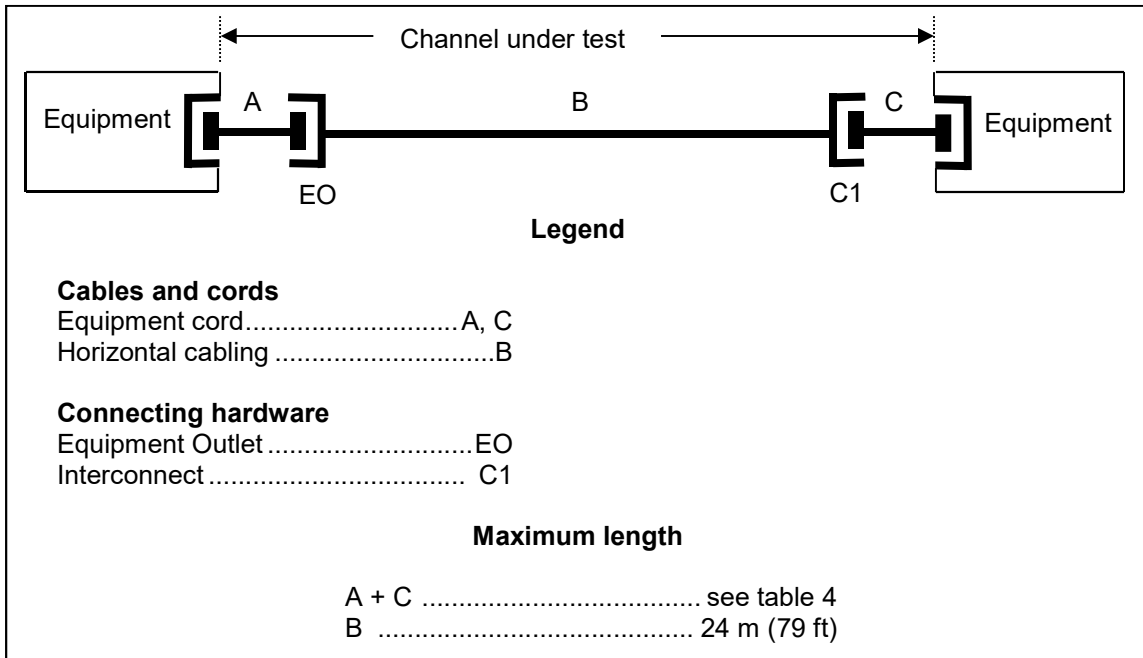 Channel under test
Equipment A B C Equipment
EO C1
Legend
Cables and cords
Equipment cord.............................A, C
Horizontal cabling ..............................B
Connecting hardware
Equipment Outlet ...........................EO
Interconnect .................................. C1
Maximum length
A + C ..................................... see table 4
B .......................................... 24 m (79 ft)